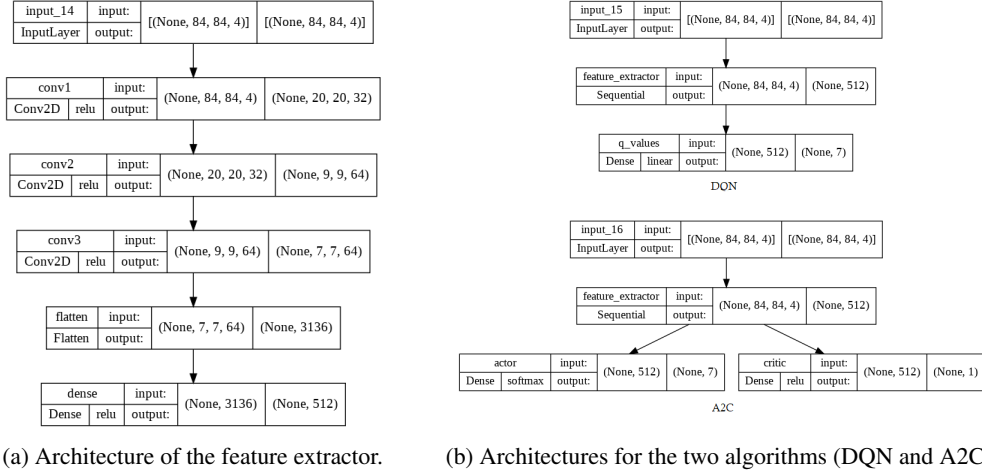 input_14 input: [(None, 84, 84, 4)] [(None, 84, 84, 4)]
InputLayer output:
conv1 input: (None, 84, 84, 4) (None, 20, 20, 32)
Conv2D relu output:
conv2 input: (None, 20, 20, 32) (None, 9, 9, 64)
Conv2D relu output:
conv3 input: (None, 9, 9, 64) (None, 7, 7, 64)
Conv2D relu output:
flatten input: (None, 7, 7, 64) (None, 3136)
Flatten output:
dense input: (None, 3136) (None, 512)
Dense relu output:
(a) Architecture of the feature extractor.
input_15 input: [(None, 84, 84, 4)] [(None, 84, 84, 4)]
InputLayer output:
feature_extractor input: (None, 84, 84, 4) (None, 512)
Sequential output:
q_values input: (None, 512) (None, 7)
Dense linear output:
DQN
input_16 input: [(None, 84, 84, 4)] [(None, 84, 84, 4)]
InputLayer output:
feature_extractor input: (None, 84, 84, 4) (None, 512)
Sequential output:
actor input: (None, 512) (None, 7)
Dense softmax output:
critic input: (None, 512) (None, 1)
Dense relu output:
A2C
(b) Architectures for the two algorithms (DQN and A2C